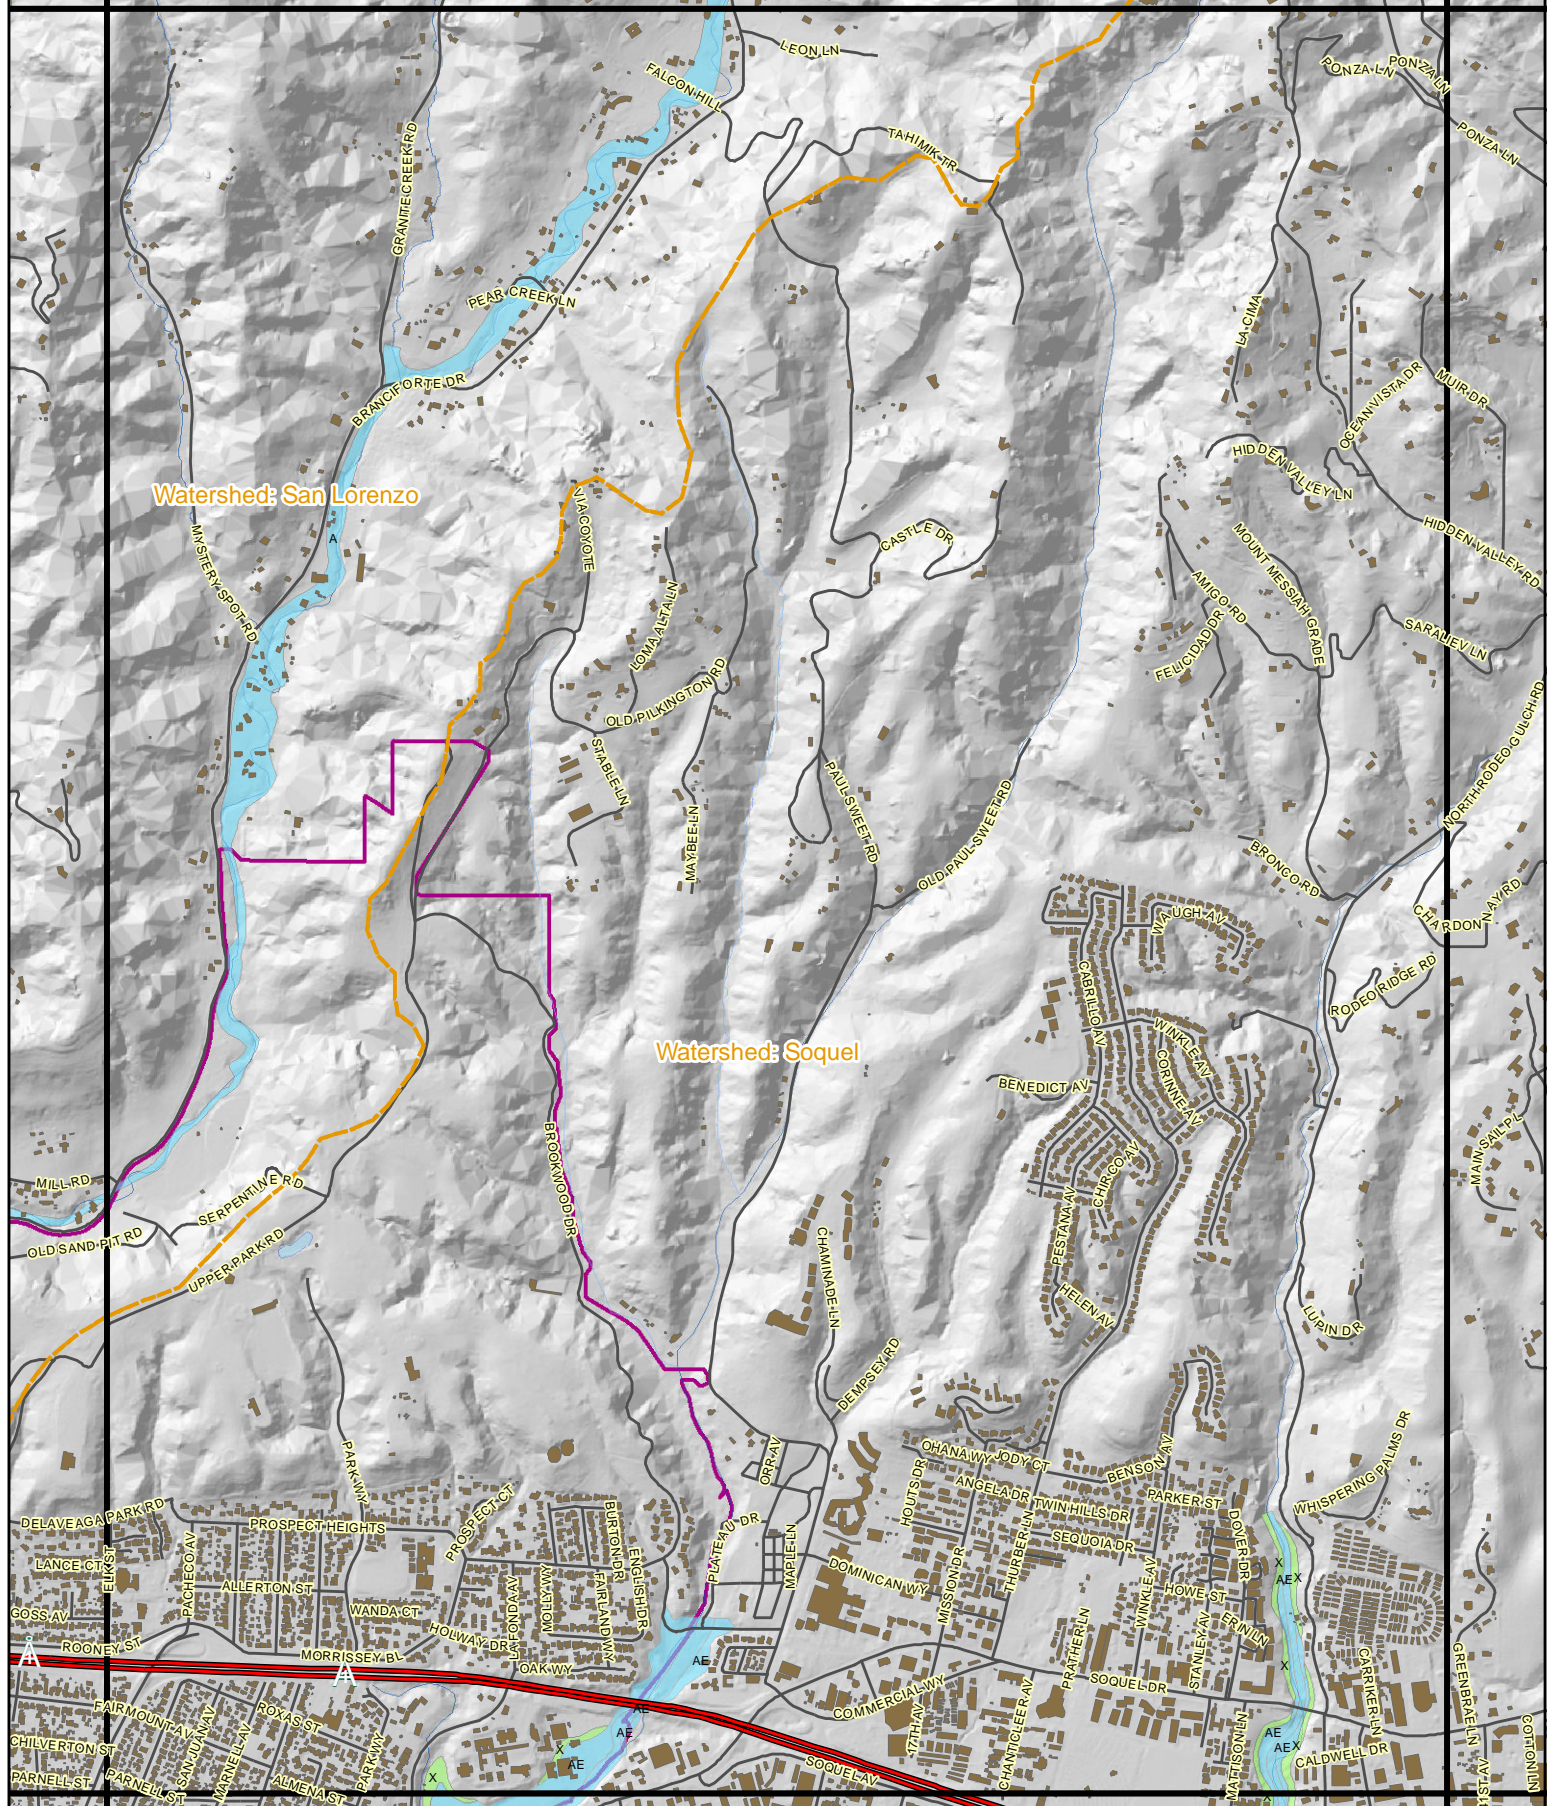 LEON LN
PONZA LN
PONZA LN
FALCON HILL
PONZA LN
TAHIMIK TR
GRANITE CREEK RD
PEAR CREEK LN
LA CIMA
BRANCIFORTE DR
OCEAN VISTA DR
MUIR DR
HIDDEN VALLEY LN
Watershed: San Lorenzo
A
VIA COYOTE
CASTLE DR
HIDDEN VALLEY RD
MYSTERY SPOT RD
MOUNT MESSIAH GRADE
AMIGO RD
LOMA ALTA LN
FELICIDAD DR
SARALIEV LN
OLD PILKINGTON RD
NORTH RODEO GULCH RD
STABLE LN
PAUL SWEET RD
MAYBEE LN
OLD PAUL SWEET RD
BRONCO RD
WAUGH AV
CHARDONNAY RD
CABRILLO AV
RODEO RIDGE RD
Watershed: Soquel
WINKLE AV
CORINNE AV
BENEDICT AV
BROOKWOOD DR
MAINSAIL PL
CHIRCO AV
MILL RD
SERPENTINE RD
PESTANA AV
OLD SAND PIT RD
UPPER PARK RD
CHAMINADE LN
HELEN AV
LUPIN DR
DEMPSEY RD
PARK WY
ORR AV
OHANA WY
JODY CT
BENSON AV
WHISPERING PALMS DR
HOUTS DR
ANGELA DR
TWIN HILLS DR
PARKER ST
DELAVEAGA PARK RD
PROSPECT HEIGHTS
PROSPECT CT
BURTON DR
PLATEAU DR
THURBER LN
SEQUOIA DR
DOVER DR
LANCE CT
ELK ST
PACHECO AV
ENGLISH DR
MAPLE LN
DOMINICAN WY
MISSION DR
WINKLE AV
HOWE ST
X
AE
X
ALLERTON ST
LA FONDA AV
MOLLY WY
FAIRLAND WY
GOSS AV
WANDA CT
HOLWAY DR
ROONEY ST
MORRISSEY BL
OAK WY
AE
PRATHER LN
STANLEY AV
ERIN LN
X
CARRIKER LN
GREENBRAE LN
SOQUEL DR
COMMERCIAL WY
AE
FAIRMOUNT AV
ROXAS ST
SAN JUAN AV
MARNELL AV
PARK WY
AE
X
AE
17TH AV
CHANTICLEER AV
MATTISON LN
AE
AE
X
CALDWELL DR
COTTON LN
CHILVERTON ST
PARNELL ST
PARNELL ST
ALMENA ST
X
SOQUEL AV
X